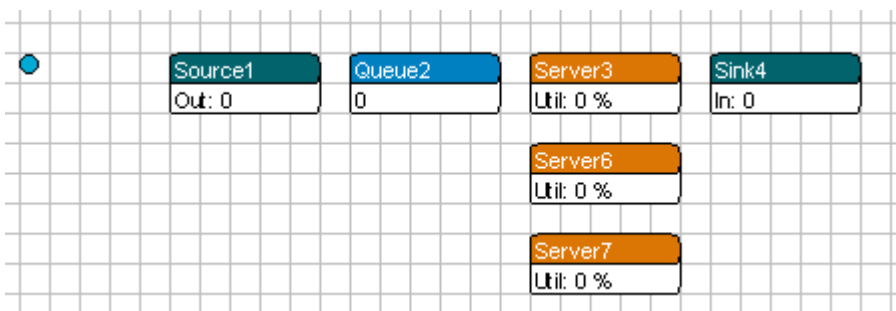 Source1
Out: 0
Queue2
0
Server3
Util: 0 %
Sink4
In: 0
Server6
Util: 0 %
Server7
Util: 0 %